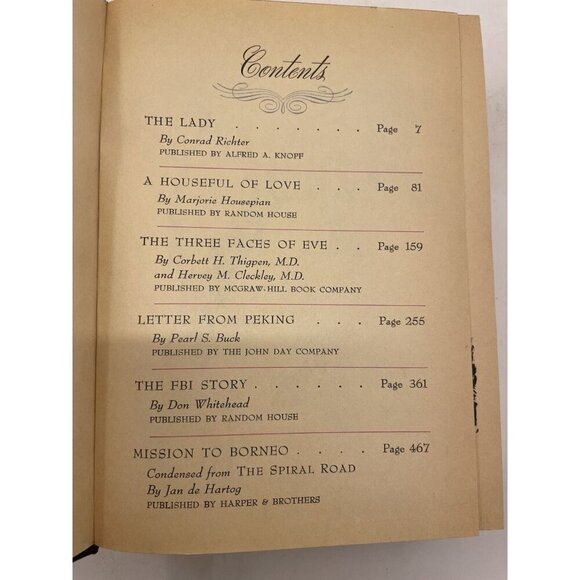 Contents
THE LADY . . . . . . . Page 7
By Conrad Richter
PUBLISHED BY ALFRED A. KNOPF
A HOUSEFUL OF LOVE . . . Page 81
By Marjorie Housepian
PUBLISHED BY RANDOM HOUSE
THE THREE FACES OF EVE . . Page 159
By Corbett H. Thigpen, M.D.
and Hervey M. Cleckley, M.D.
PUBLISHED BY MCGRAW-HILL BOOK COMPANY
LETTER FROM PEKING . . . Page 255
By Pearl S. Buck
PUBLISHED BY THE JOHN DAY COMPANY
THE FBI STORY . . . . . . Page 361
By Don Whitehead
PUBLISHED BY RANDOM HOUSE
MISSION TO BORNEO . . . . Page 467
Condensed from THE SPIRAL ROAD
By Jan de Hartog
PUBLISHED BY HARPER & BROTHERS